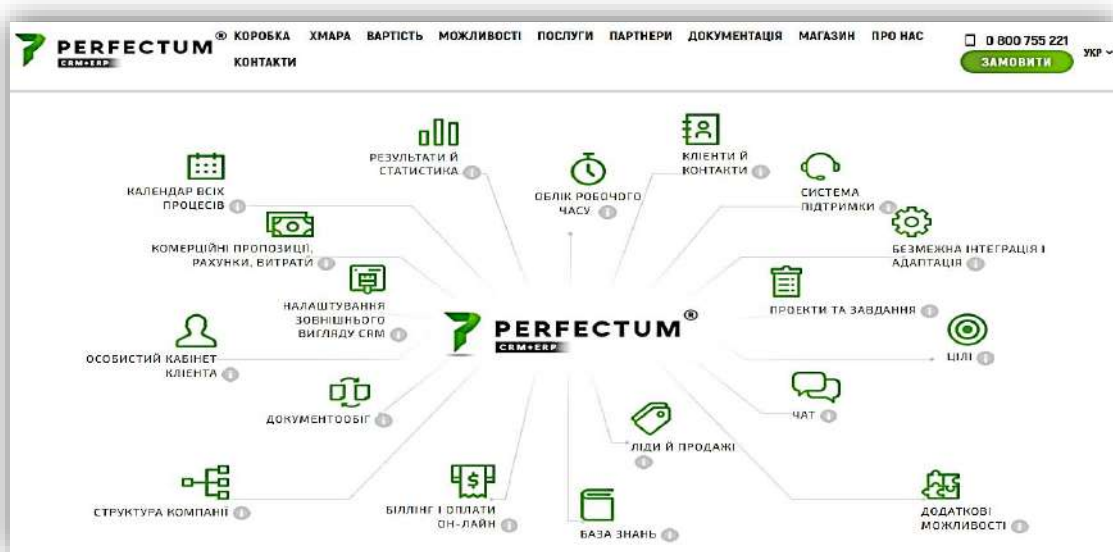 PERFECTUM®
CRM+ERP
КОРОБКА ХМАРА ВАРТІСТЬ МОЖЛИВОСТІ ПОСЛУГИ ПАРТНЕРИ ДОКУМЕНТАЦІЯ МАГАЗИН ПРО НАС
КОНТАКТИ
0 800 755 221
ЗАМОВИТИ
УКР
РЕЗУЛЬТАТИ Й
СТАТИСТИКА
КЛІЄНТИ Й
КОНТАКТИ
КАЛЕНДАР ВСІХ
ПРОЦЕСІВ
ОБЛІК РОБОЧОГО
ЧАСУ
СИСТЕМА
ПІДТРИМКИ
КОМЕРЦІЙНІ ПРОПОЗИЦІЇ,
РАХУНКИ, ВИТРАТИ
БЕЗМЕЖНА ІНТЕГРАЦІЯ І
АДАПТАЦІЯ
НАЛАШТУВАННЯ
ЗОВНІШНЬОГО
ВИГЛЯДУ CRM
ПРОЕКТИ ТА ЗАВДАННЯ
PERFECTUM®
CRM+ERP
ОСОБИСТИЙ КАБІНЕТ
КЛІЄНТА
ЦІЛІ
ДОКУМЕНТООБІГ
ЧАТ
ЛІДИ Й ПРОДАЖІ
СТРУКТУРА КОМПАНІЇ
БІЛЛІНГ І ОПЛАТИ
ОН-ЛАЙН
БАЗА ЗНАНЬ
ДОДАТКОВІ
МОЖЛИВОСТІ